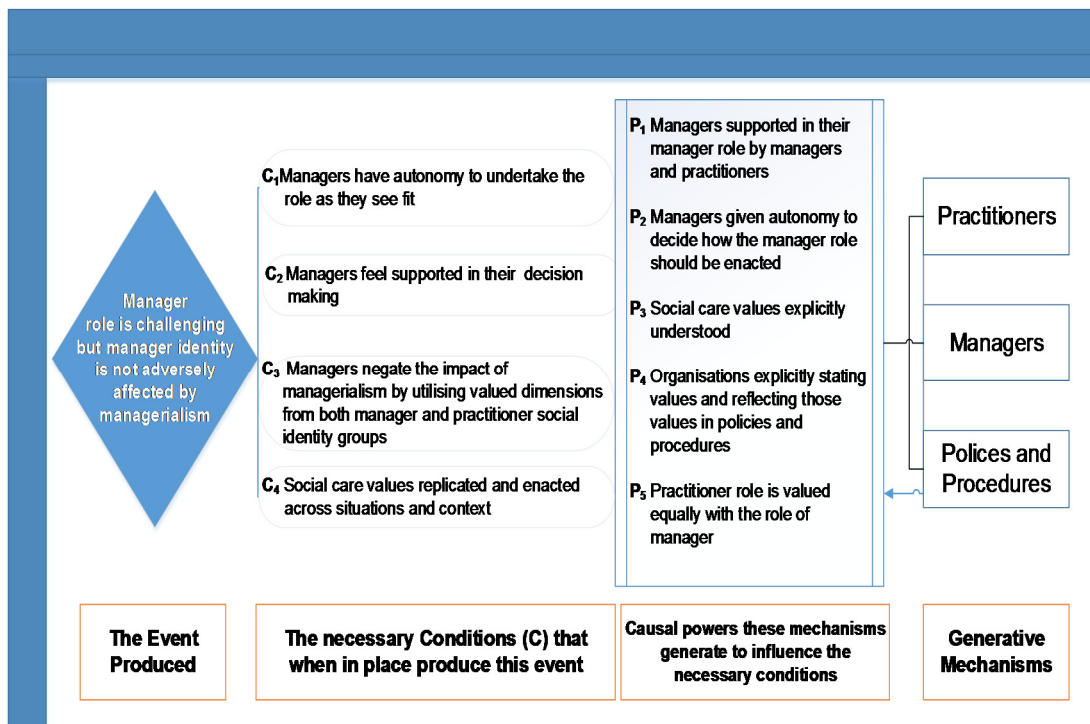 Manager
role is challenging
but manager identity
is not adversely
affected by
managerialism
C1Managers have autonomy to undertake the
role as they see fit
C2 Managers feel supported in their decision
making
C3 Managers negate the impact of
managerialism by utilising valued dimensions
from both manager and practitioner social
identity groups
C4 Social care values replicated and enacted
across situations and context
P1 Managers supported in their
manager role by managers
and practitioners
P2 Managers given autonomy to
decide how the manager role
should be enacted
P3 Social care values explicitly
understood
P4 Organisations explicitly stating
values and reflecting those
values in policies and
procedures
P5 Practitioner role is valued
equally with the role of
manager
Practitioners
Managers
Polices and
Procedures
The Event
Produced
The necessary Conditions (C) that
when in place produce this event
Causal powers these mechanisms
generate to influence the
necessary conditions
Generative
Mechanisms